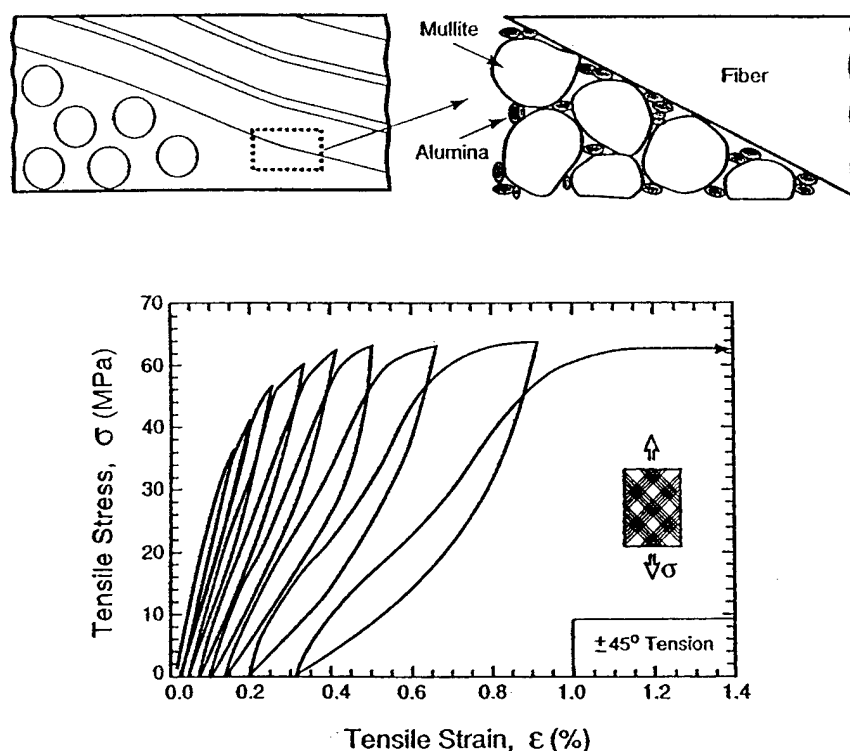 Mullite
Fiber
Alumina
Tensile Stress, σ (MPa)
70
60
50
40
30
20
10
0
σ
±45° Tension
0.0 0.2 0.4 0.6 0.8 1.0 1.2 1.4
Tensile Strain, ε (%)